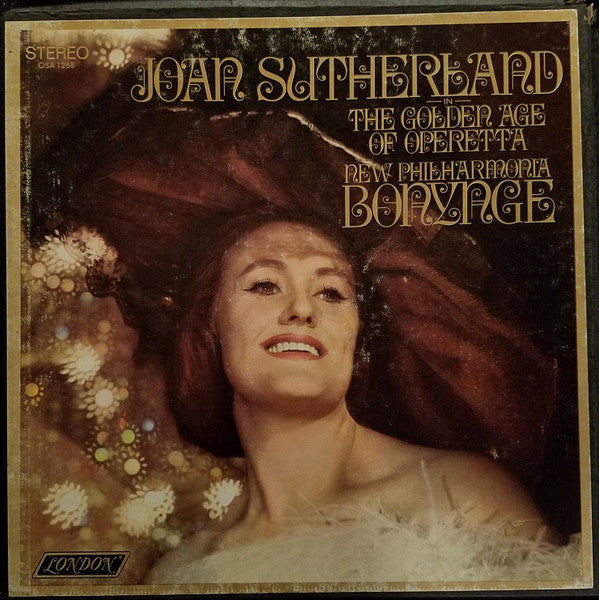 STEREO
OSA 1268
JOAN SUTHERLAND
IN
THE GOLDEN AGE
OF OPERETTA
NEW PHILHARMONIA
BONYNGE
LONDON